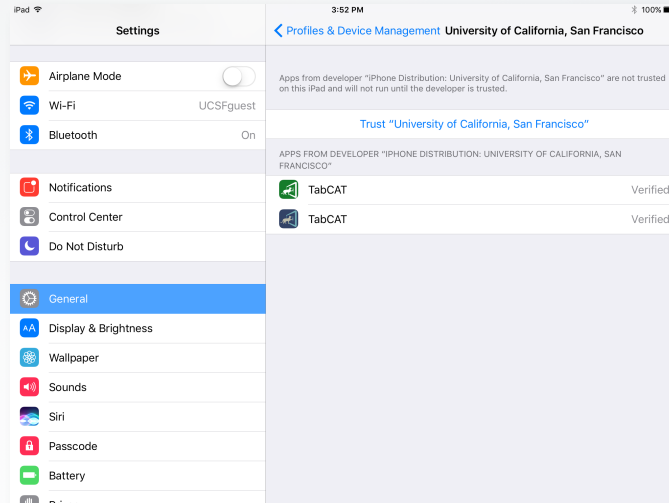 iPad
3:52 PM
100%
Settings
Profiles & Device Management
University of California, San Francisco
Airplane Mode
Wi-Fi
UCSFguest
Bluetooth
On
Notifications
Control Center
Do Not Disturb
General
AA
Display & Brightness
Wallpaper
Sounds
Siri
Passcode
Battery
Apps from developer “iPhone Distribution: University of California, San Francisco” are not trusted
on this iPad and will not run until the developer is trusted.
Trust “University of California, San Francisco”
APPS FROM DEVELOPER “IPHONE DISTRIBUTION: UNIVERSITY OF CALIFORNIA, SAN
FRANCISCO”
TabCAT
Verified
TabCAT
Verified